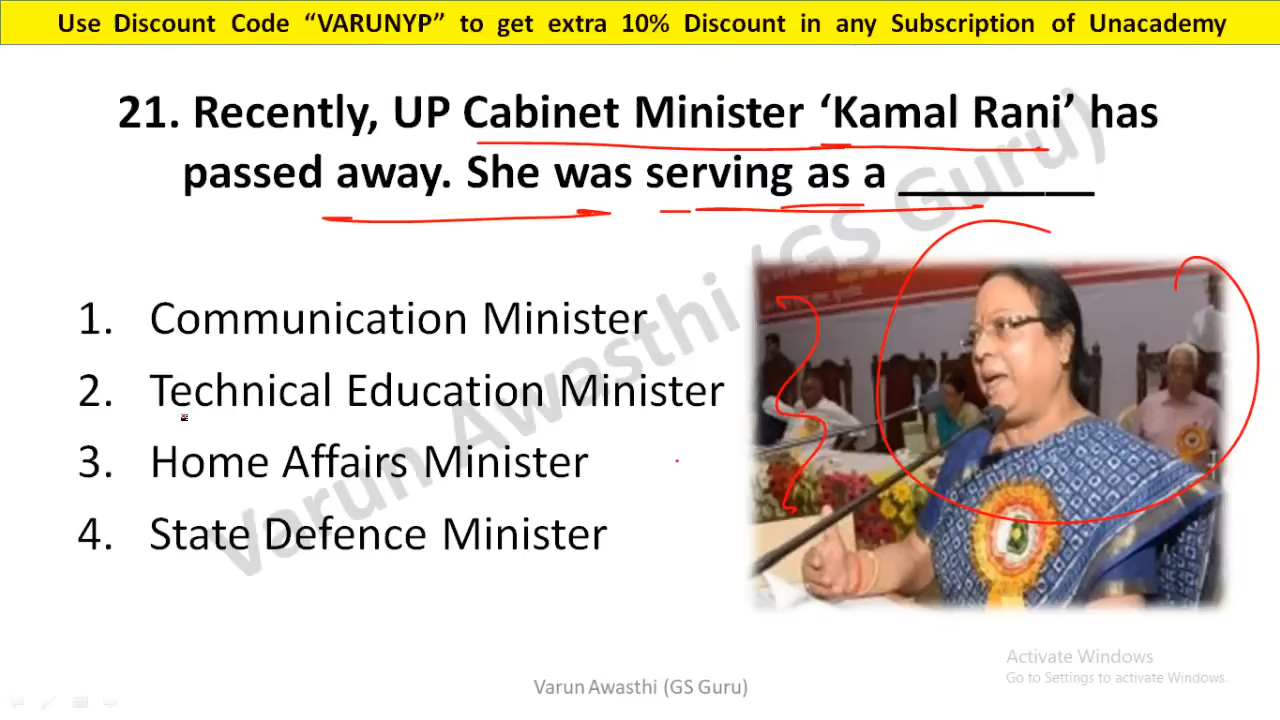 Use Discount Code “VARUNYP” to get extra 10% Discount in any Subscription of Unacademy
21. Recently, UP Cabinet Minister ‘Kamal Rani’ has
passed away. She was serving as a ________
1. Communication Minister
2. Technical Education Minister
3. Home Affairs Minister
4. State Defence Minister
Varun Awasthi (GS Guru)
Activate Windows
Go to Settings to activate Windows.
Varun Awasthi (GS Guru)